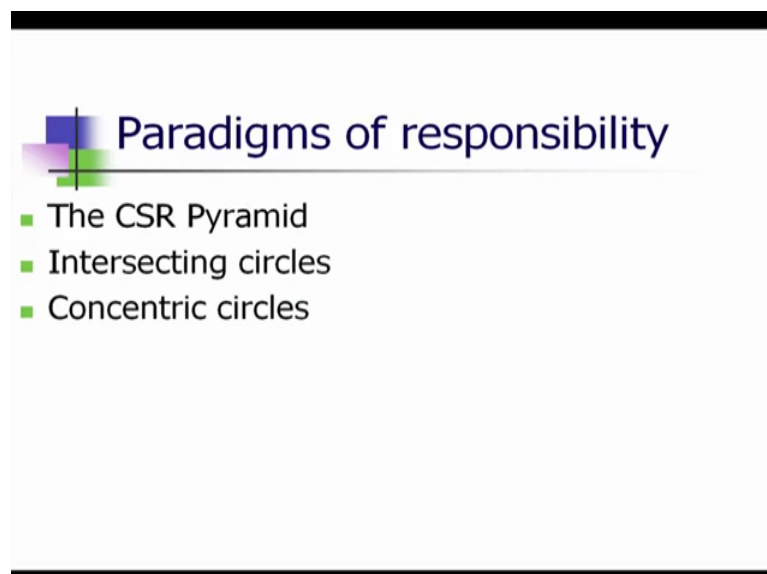 Paradigms of responsibility
The CSR Pyramid
Intersecting circles
Concentric circles